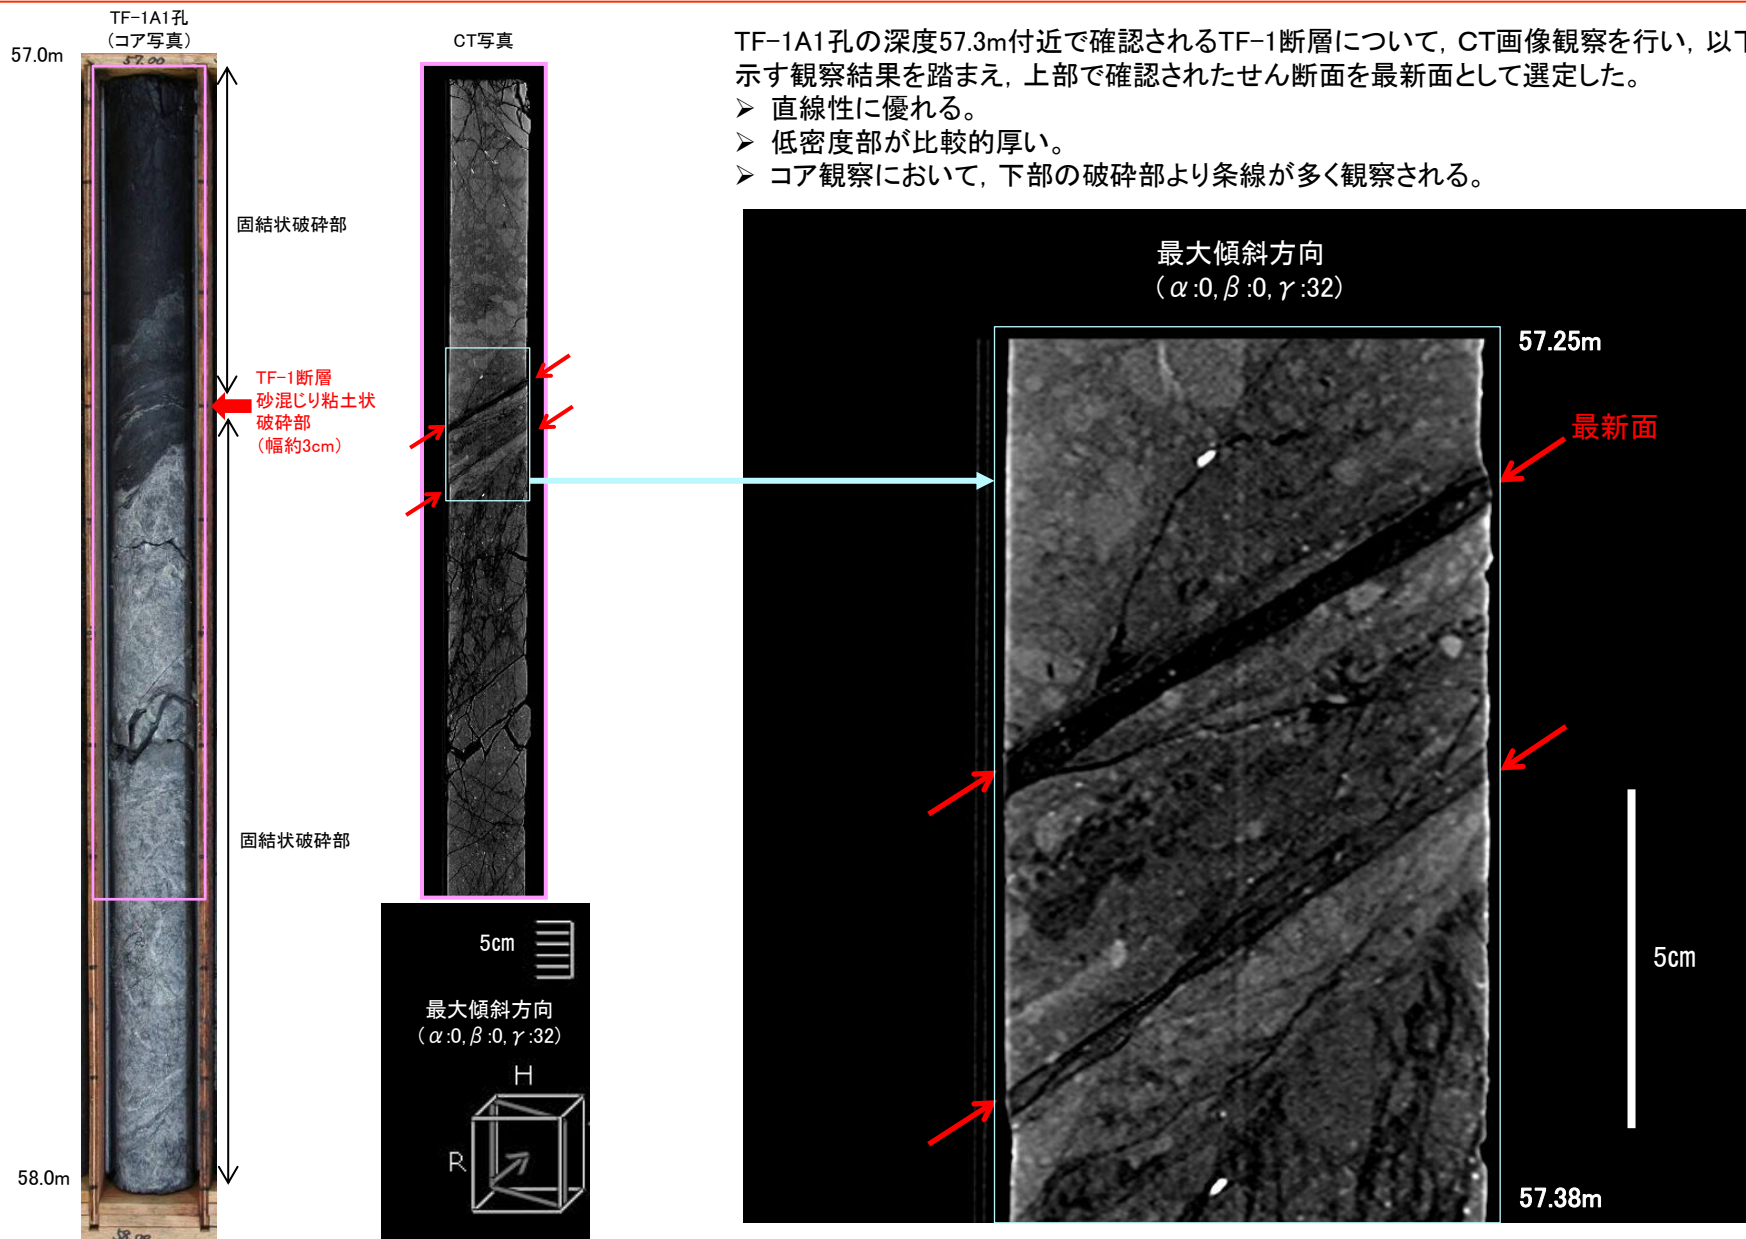 TF-1A1孔
(コア写真)
CT写真
57.0m
57.00
TF-1A1孔の深度57.3m付近で確認されるTF-1断層について, CT画像観察を行い, 以下
示す観察結果を踏まえ, 上部で確認されたせん断面を最新面として選定した。
➢ 直線性に優れる。
➢ 低密度部が比較的厚い。
➢ コア観察において, 下部の破砕部より条線が多く観察される。
固結状破砕部
TF-1断層
砂混じり粘土状
破砕部
(幅約3cm)
固結状破砕部
58.0m
58.00
5cm
最大傾斜方向
(α:0,β:0,γ:32)
H
R
最大傾斜方向
(α:0,β:0,γ:32)
57.25m
最新面
5cm
57.38m